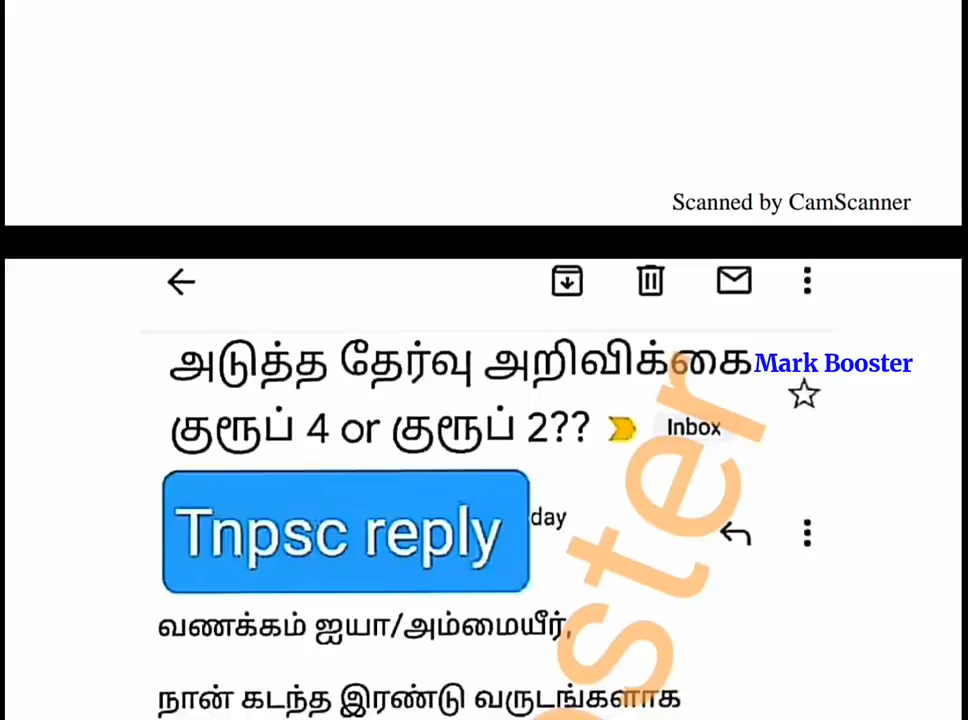 Scanned by CamScanner
அடுத்த தேர்வு அறிவிக்கை
Mark Booster
குரூப் 4 or குரூப் 2??
Inbox
Tnpsc reply
day
வணக்கம் ஐயா/அம்மையீர்,
நான் கடந்த இரண்டு வருடங்களாக